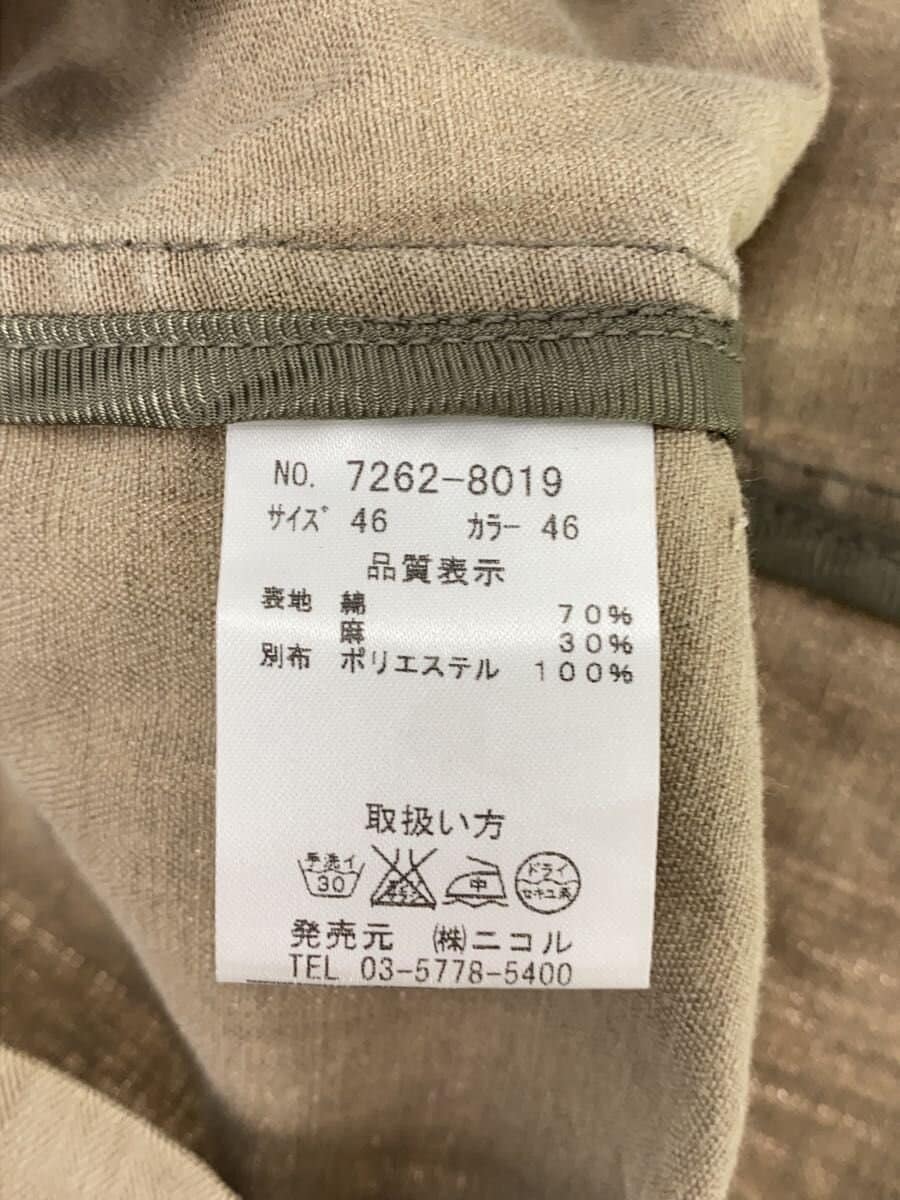 NO. 7262-8019
サイズ 46 カラー 46
品質表示
表地 綿 70%
麻 30%
別布 ポリエステル 100%
取扱い方
手洗イ
30
中
ドライ
セキユ系
発売元 ㈱ニコル
TEL 03-5778-5400